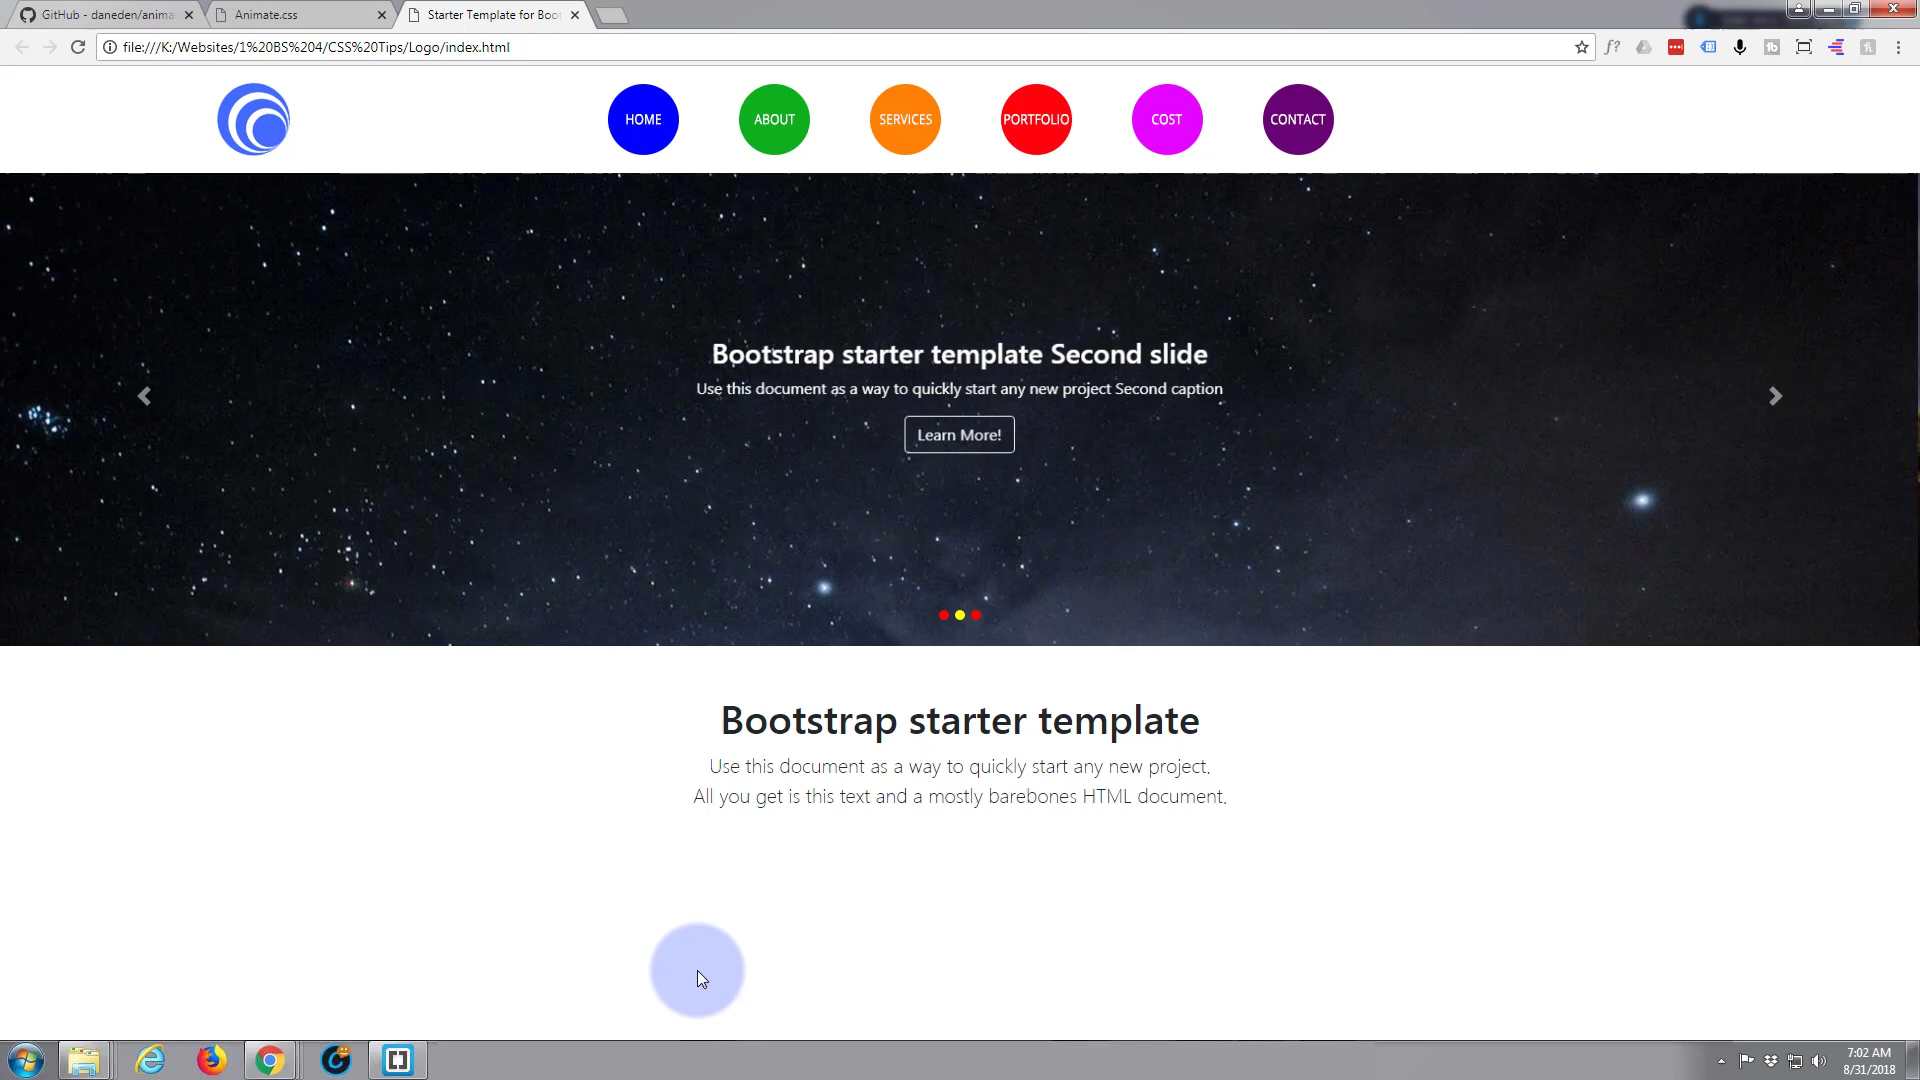 GitHub - daneden/anima
Animate.css
Starter Template for Boot
file:///K:/Websites/1%20BS%204/CSS%20Tips/Logo/index.html
f?
HOME
ABOUT
SERVICES
PORTFOLIO
COST
CONTACT
Bootstrap starter template Second slide
Use this document as a way to quickly start any new project Second caption
Learn More!
Bootstrap starter template
Use this document as a way to quickly start any new project.
All you get is this text and a mostly barebones HTML document.
7:02 AM
8/31/2018